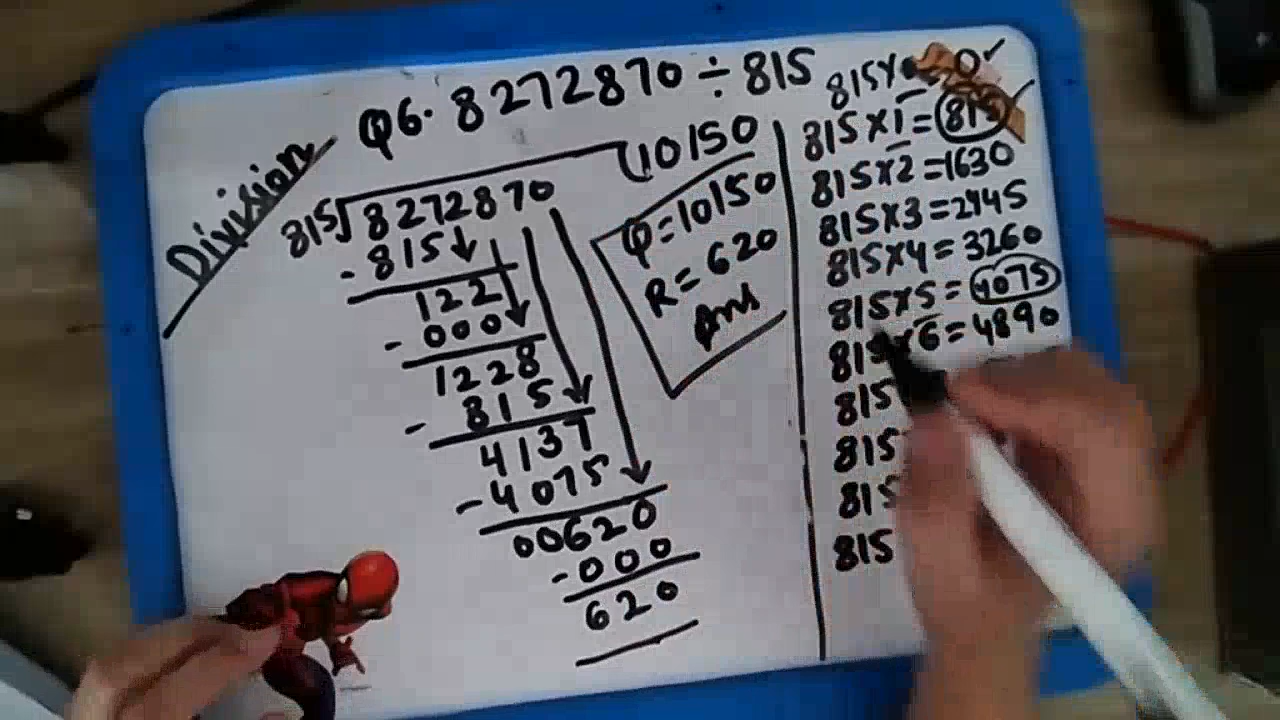 Division
Q6. 8272870 ÷ 815
10150
815 8272870
- 815
122
- 000
1228
- 815
4137
- 4075
00620
- 000
620
Q = 10150
R = 620
Ans
815 × = 0 ✓
815 × 1 = 815 ✓
815 × 2 = 1630
815 × 3 = 2445
815 × 4 = 3260
815 × 5 = 4075
815 × 6 = 4890
815
815
815
815